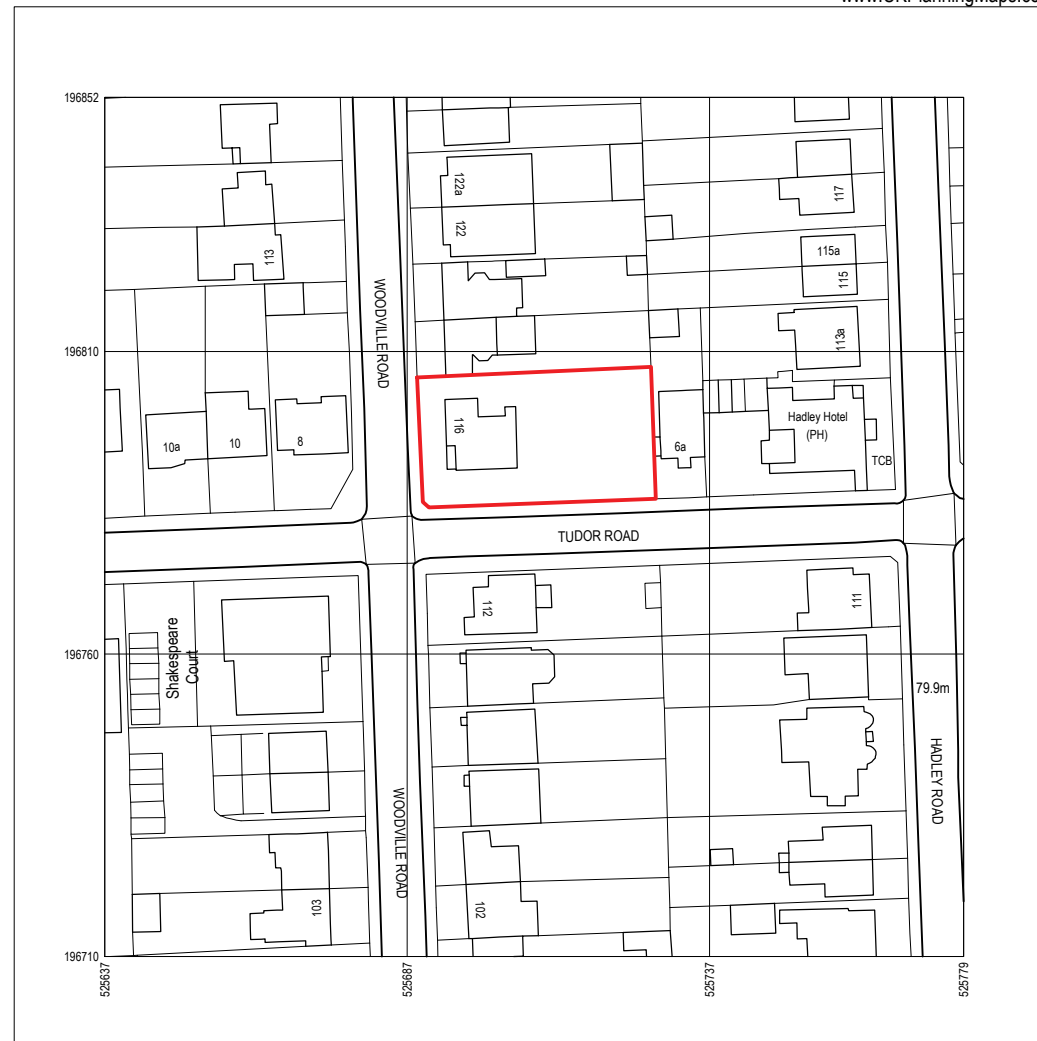 196852
122a
122
117
113
115a
115
WOODVILLE ROAD
113a
196810
116
10a
10
8
6a
Hadley Hotel
(PH)
TCB
TUDOR ROAD
112
111
Shakespeare
Court
196760
79.9m
HADLEY ROAD
WOODVILLE ROAD
103
102
196710
525637
525687
525737
525779